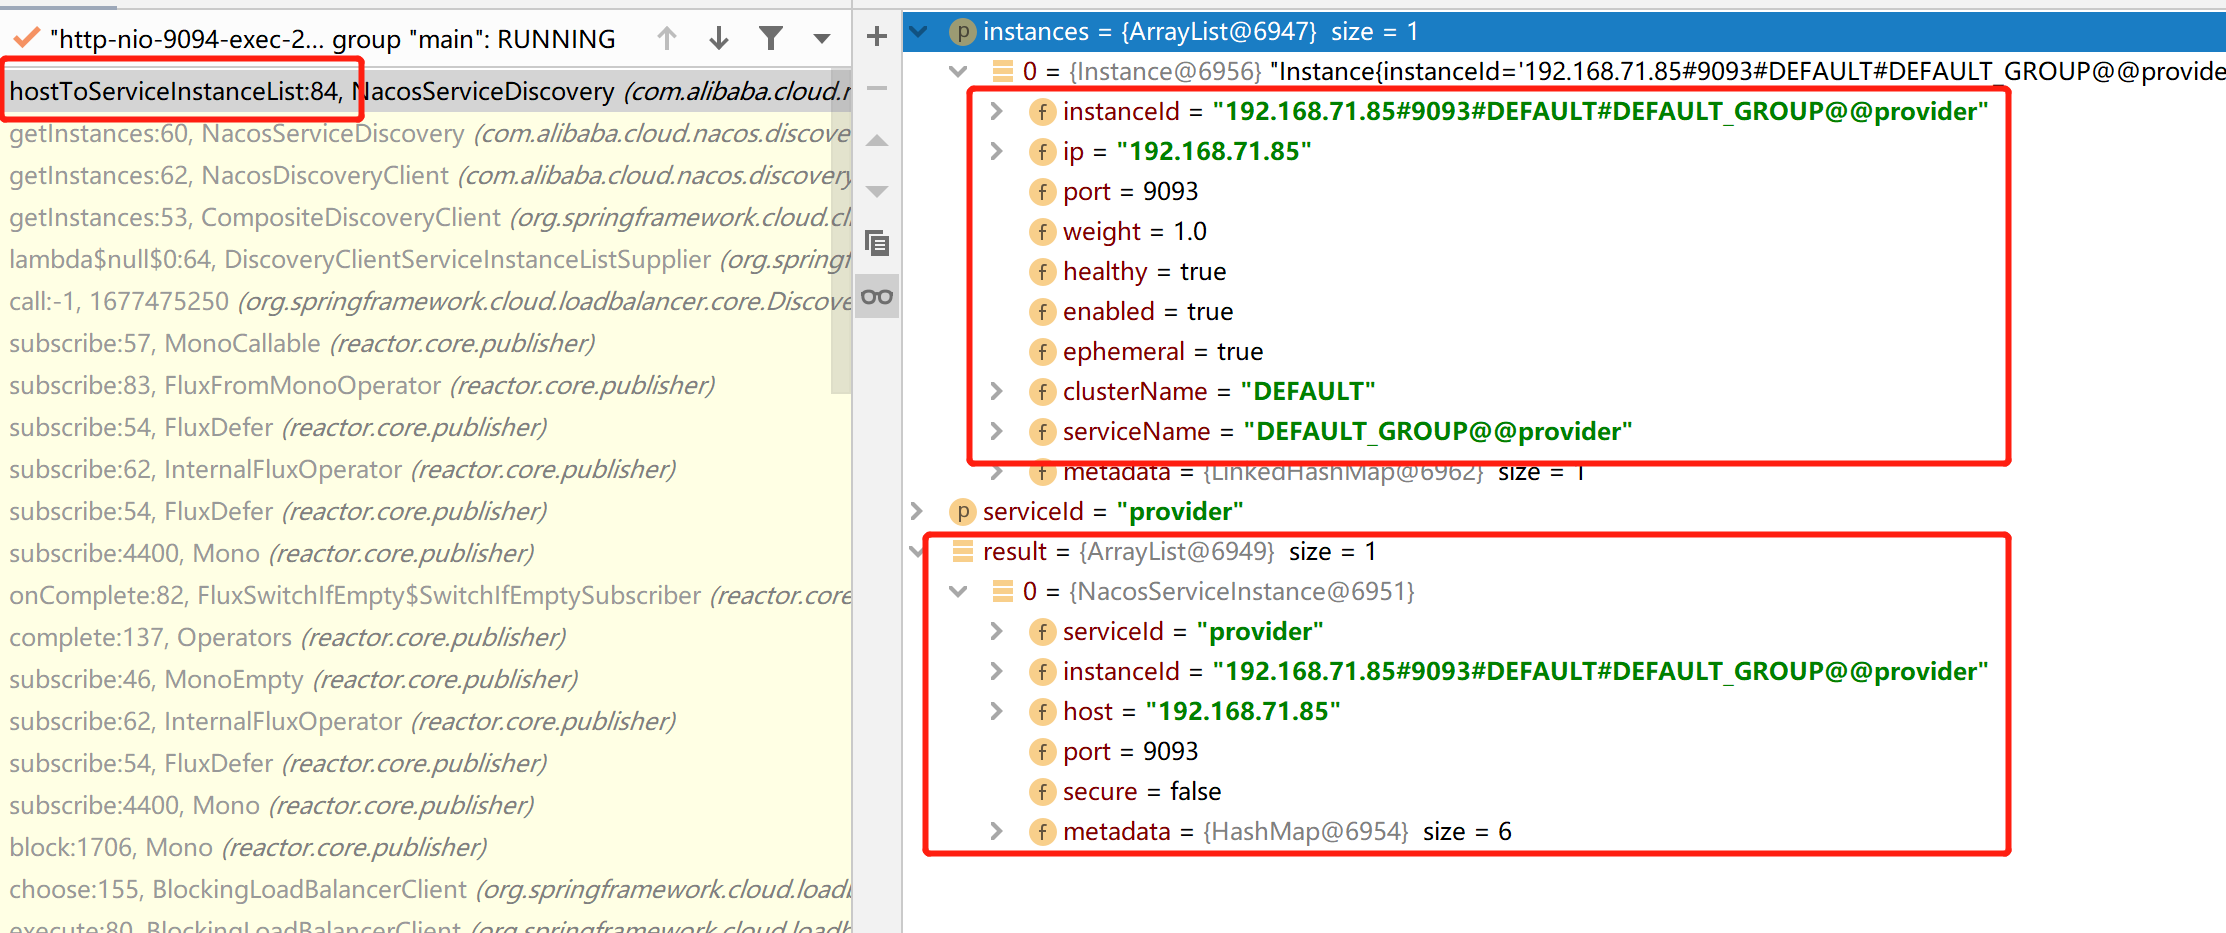 "http-nio-9094-exec-2... group "main": RUNNING
hostToServiceInstanceList:84, NacosServiceDiscovery (com.alibaba.cloud.n
getInstances:60, NacosServiceDiscovery (com.alibaba.cloud.nacos.discove
getInstances:62, NacosDiscoveryClient (com.alibaba.cloud.nacos.discovery
getInstances:53, CompositeDiscoveryClient (org.springframework.cloud.cl
lambda$null$0:64, DiscoveryClientServiceInstanceListSupplier (org.springf
call:-1, 1677475250 (org.springframework.cloud.loadbalancer.core.Discove
subscribe:57, MonoCallable (reactor.core.publisher)
subscribe:83, FluxFromMonoOperator (reactor.core.publisher)
subscribe:54, FluxDefer (reactor.core.publisher)
subscribe:62, InternalFluxOperator (reactor.core.publisher)
subscribe:54, FluxDefer (reactor.core.publisher)
subscribe:4400, Mono (reactor.core.publisher)
onComplete:82, FluxSwitchIfEmpty$SwitchIfEmptySubscriber (reactor.core
complete:137, Operators (reactor.core.publisher)
subscribe:46, MonoEmpty (reactor.core.publisher)
subscribe:62, InternalFluxOperator (reactor.core.publisher)
subscribe:54, FluxDefer (reactor.core.publisher)
subscribe:4400, Mono (reactor.core.publisher)
block:1706, Mono (reactor.core.publisher)
choose:155, BlockingLoadBalancerClient (org.springframework.cloud.loadb
execute:80, BlockingLoadBalancerClient (org.springframework.cloud.loadb
p instances = {ArrayList@6947} size = 1
0 = {Instance@6956} "Instance{instanceId='192.168.71.85#9093#DEFAULT#DEFAULT_GROUP@@provide
f instanceId = "192.168.71.85#9093#DEFAULT#DEFAULT_GROUP@@provider"
f ip = "192.168.71.85"
f port = 9093
f weight = 1.0
f healthy = true
f enabled = true
f ephemeral = true
f clusterName = "DEFAULT"
f serviceName = "DEFAULT_GROUP@@provider"
f metadata = {LinkedHashMap@6962} size = 1
p serviceId = "provider"
result = {ArrayList@6949} size = 1
0 = {NacosServiceInstance@6951}
f serviceId = "provider"
f instanceId = "192.168.71.85#9093#DEFAULT#DEFAULT_GROUP@@provider"
f host = "192.168.71.85"
f port = 9093
f secure = false
f metadata = {HashMap@6954} size = 6